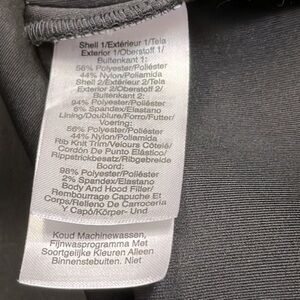 Shell 1/Extérieur 1/Tela
Exterior 1/Oberstoff 1/
Buitenkant 1:
56% Polyester/Poliéster
44% Nylon/Poliamida
Shell 2/Extérieur 2/Tela
Exterior 2/Oberstoff 2/
Buitenkant 2:
94% Polyester/Poliéster
6% Spandex/Elastano
Lining/Doublure/Forro/Futter/
Voering:
56% Polyester/Poliéster
44% Nylon/Poliamida
Rib Knit Trim/Velours Côtelé/
Cordón De Punto Elástico/
Rippstrickbesatz/Ribgebreide
Boord:
98% Polyester/Poliéster
2% Spandex/Elastano
Body And Hood Filler/
Rembourrage Capuche Et
Corps/Relleno De Carrocería
Y Capó/Körper- Und
Koud Machinewassen,
Fijnwasprogramma Met
Soortgelijke Kleuren Alleen
Binnenstebuiten. Niet